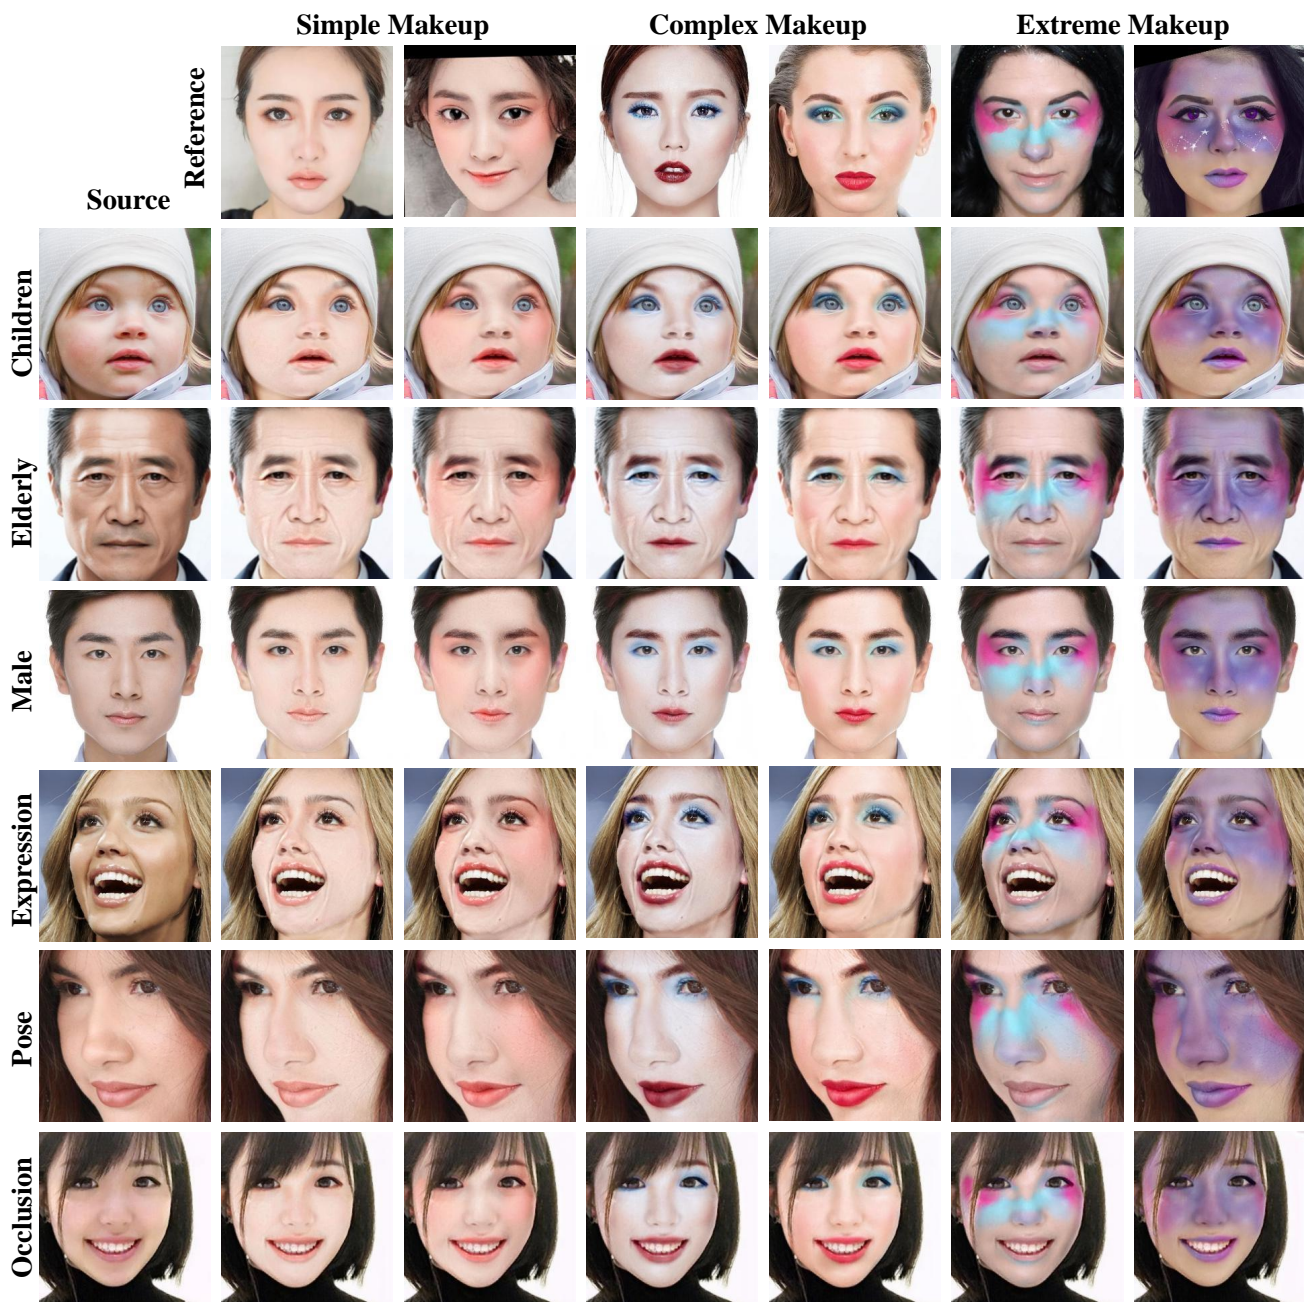 Simple Makeup
Complex Makeup
Extreme Makeup
Reference
Source
Children
Elderly
Male
Expression
Pose
Occlusion